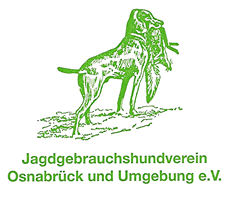 Jagdgebrauchshundverein
Osnabrück und Umgebung e.V.